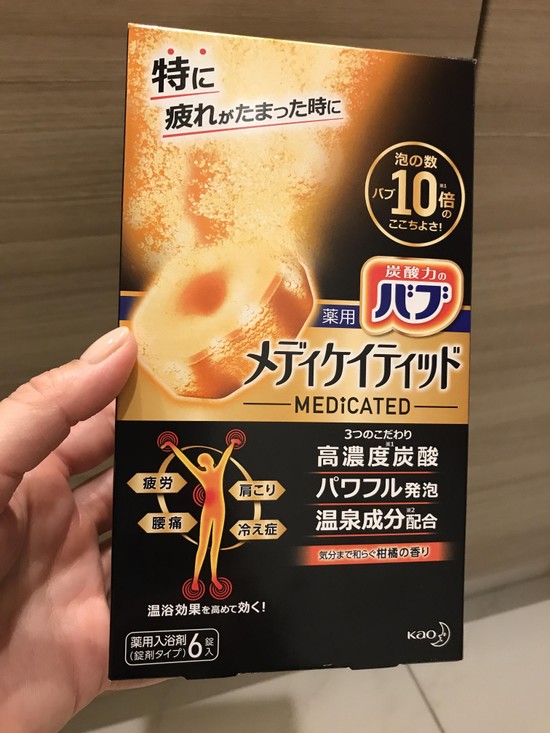 特に
疲れがたまった時に
泡の数
バブ10倍の※1
ここちよさ!
炭酸力の
薬用
バブ
メディケイティッド
MEDiCATED
3つのこだわり
高濃度炭酸※1
パワフル発泡
温泉成分配合※2
気分まで和らぐ柑橘の香り
疲労
肩こり
腰痛
冷え症
温浴効果を高めて効く!
薬用入浴剤
(錠剤タイプ)
6錠入
Kao